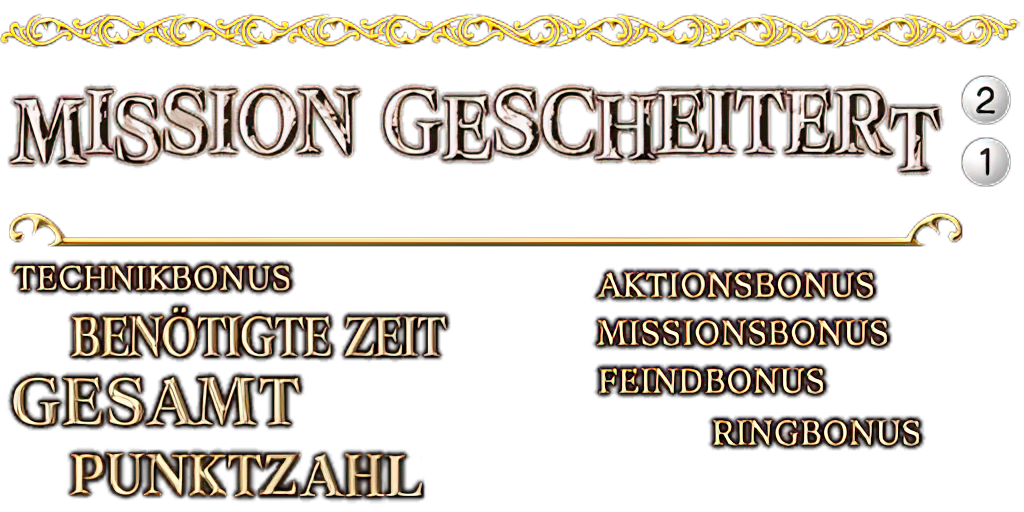 MISSION GESCHEITERT
2
1
TECHNIKBONUS
BENÖTIGTE ZEIT
GESAMT
PUNKTZAHL
AKTIONSBONUS
MISSIONSBONUS
FEINDBONUS
RINGBONUS